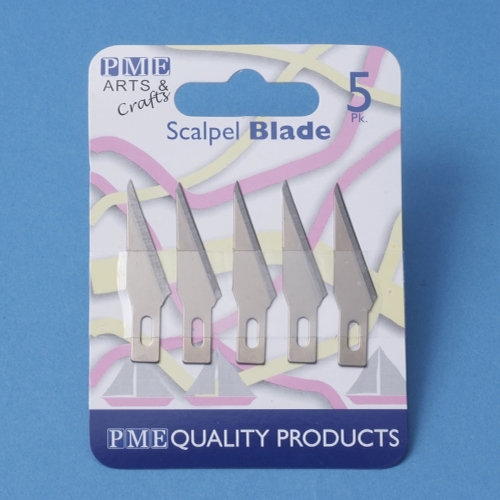 PME
ARTS &
Crafts
5
Pk.
Scalpel Blade
PME QUALITY PRODUCTS